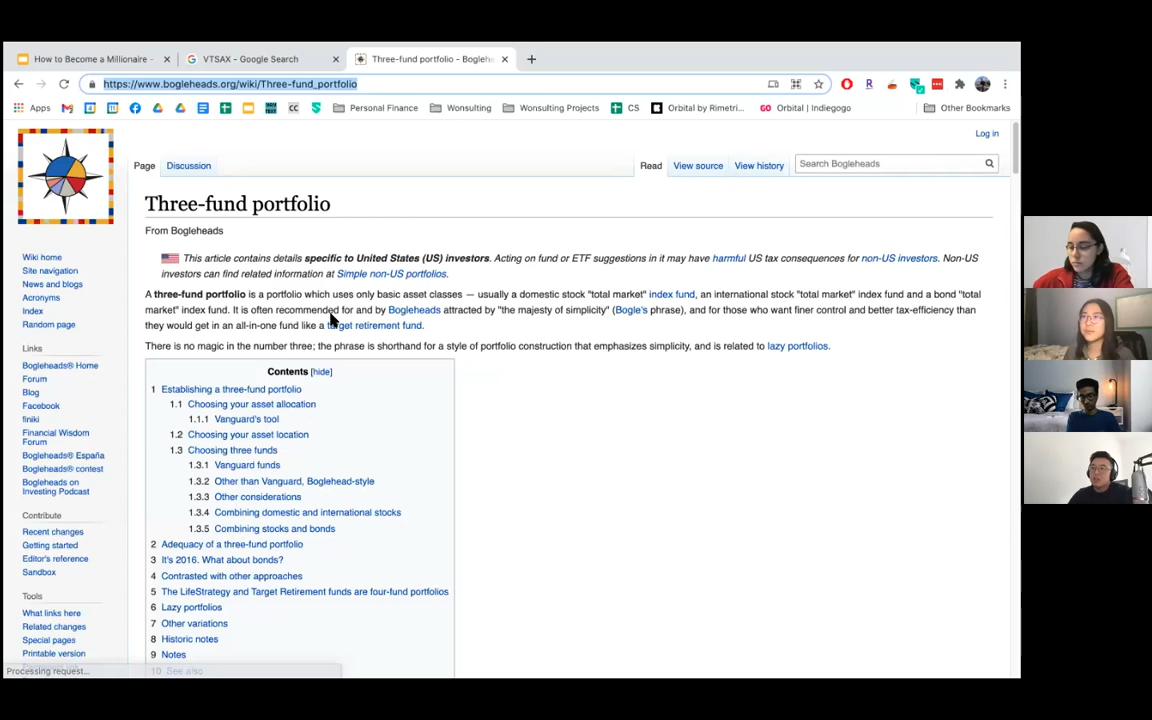 How to Become a Millionaire -
VTSAX - Google Search
Three-fund portfolio - Boglehe
https://www.bogleheads.org/wiki/Three-fund_portfolio
Apps
Personal Finance
Wonsulting
Wonsulting Projects
CS
Orbital by Rimetri...
Orbital | Indiegogo
Other Bookmarks
Log in
Page
Discussion
Read
View source
View history
Search Bogleheads
Three-fund portfolio
From Bogleheads
This article contains details specific to United States (US) investors. Acting on fund or ETF suggestions in it may have harmful US tax consequences for non-US investors. Non-US
investors can find related information at Simple non-US portfolios.
A three-fund portfolio is a portfolio which uses only basic asset classes — usually a domestic stock "total market" index fund, an international stock "total market" index fund and a bond "total
market" index fund. It is often recommended for and by Bogleheads attracted by "the majesty of simplicity" (Bogle's phrase), and for those who want finer control and better tax-efficiency than
they would get in an all-in-one fund like a target retirement fund.
There is no magic in the number three; the phrase is shorthand for a style of portfolio construction that emphasizes simplicity, and is related to lazy portfolios.
Contents [hide]
1 Establishing a three-fund portfolio
1.1 Choosing your asset allocation
1.1.1 Vanguard's tool
1.2 Choosing your asset location
1.3 Choosing three funds
1.3.1 Vanguard funds
1.3.2 Other than Vanguard, Boglehead-style
1.3.3 Other considerations
1.3.4 Combining domestic and international stocks
1.3.5 Combining stocks and bonds
2 Adequacy of a three-fund portfolio
3 It's 2016. What about bonds?
4 Contrasted with other approaches
5 The LifeStrategy and Target Retirement funds are four-fund portfolios
6 Lazy portfolios
7 Other variations
8 Historic notes
9 Notes
10 See also
Wiki home
Site navigation
News and blogs
Acronyms
Index
Random page
Links
Bogleheads® Home
Forum
Blog
Facebook
finiki
Financial Wisdom
Forum
Bogleheads® España
Bogleheads® contest
Bogleheads on
Investing Podcast
Contribute
Recent changes
Getting started
Editor's reference
Sandbox
Tools
What links here
Related changes
Special pages
Printable version
Processing request...